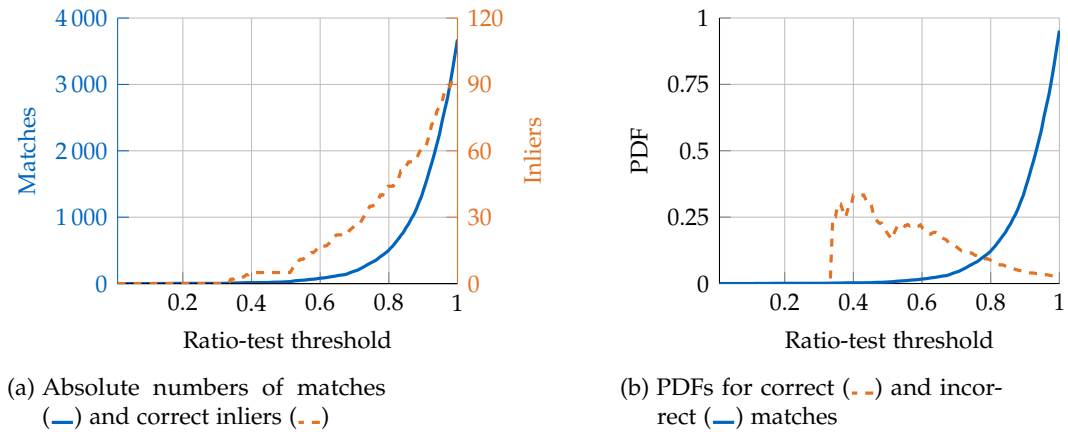 4 000
3 000
2 000
1 000
0
Matches
120
90
60
30
0
Inliers
0.2 0.4 0.6 0.8 1
Ratio-test threshold
(a) Absolute numbers of matches
( ) and correct inliers ( )
1
0.75
0.5
0.25
0
PDF
0.2 0.4 0.6 0.8 1
Ratio-test threshold
(b) PDFs for correct ( ) and incor-
rect ( ) matches